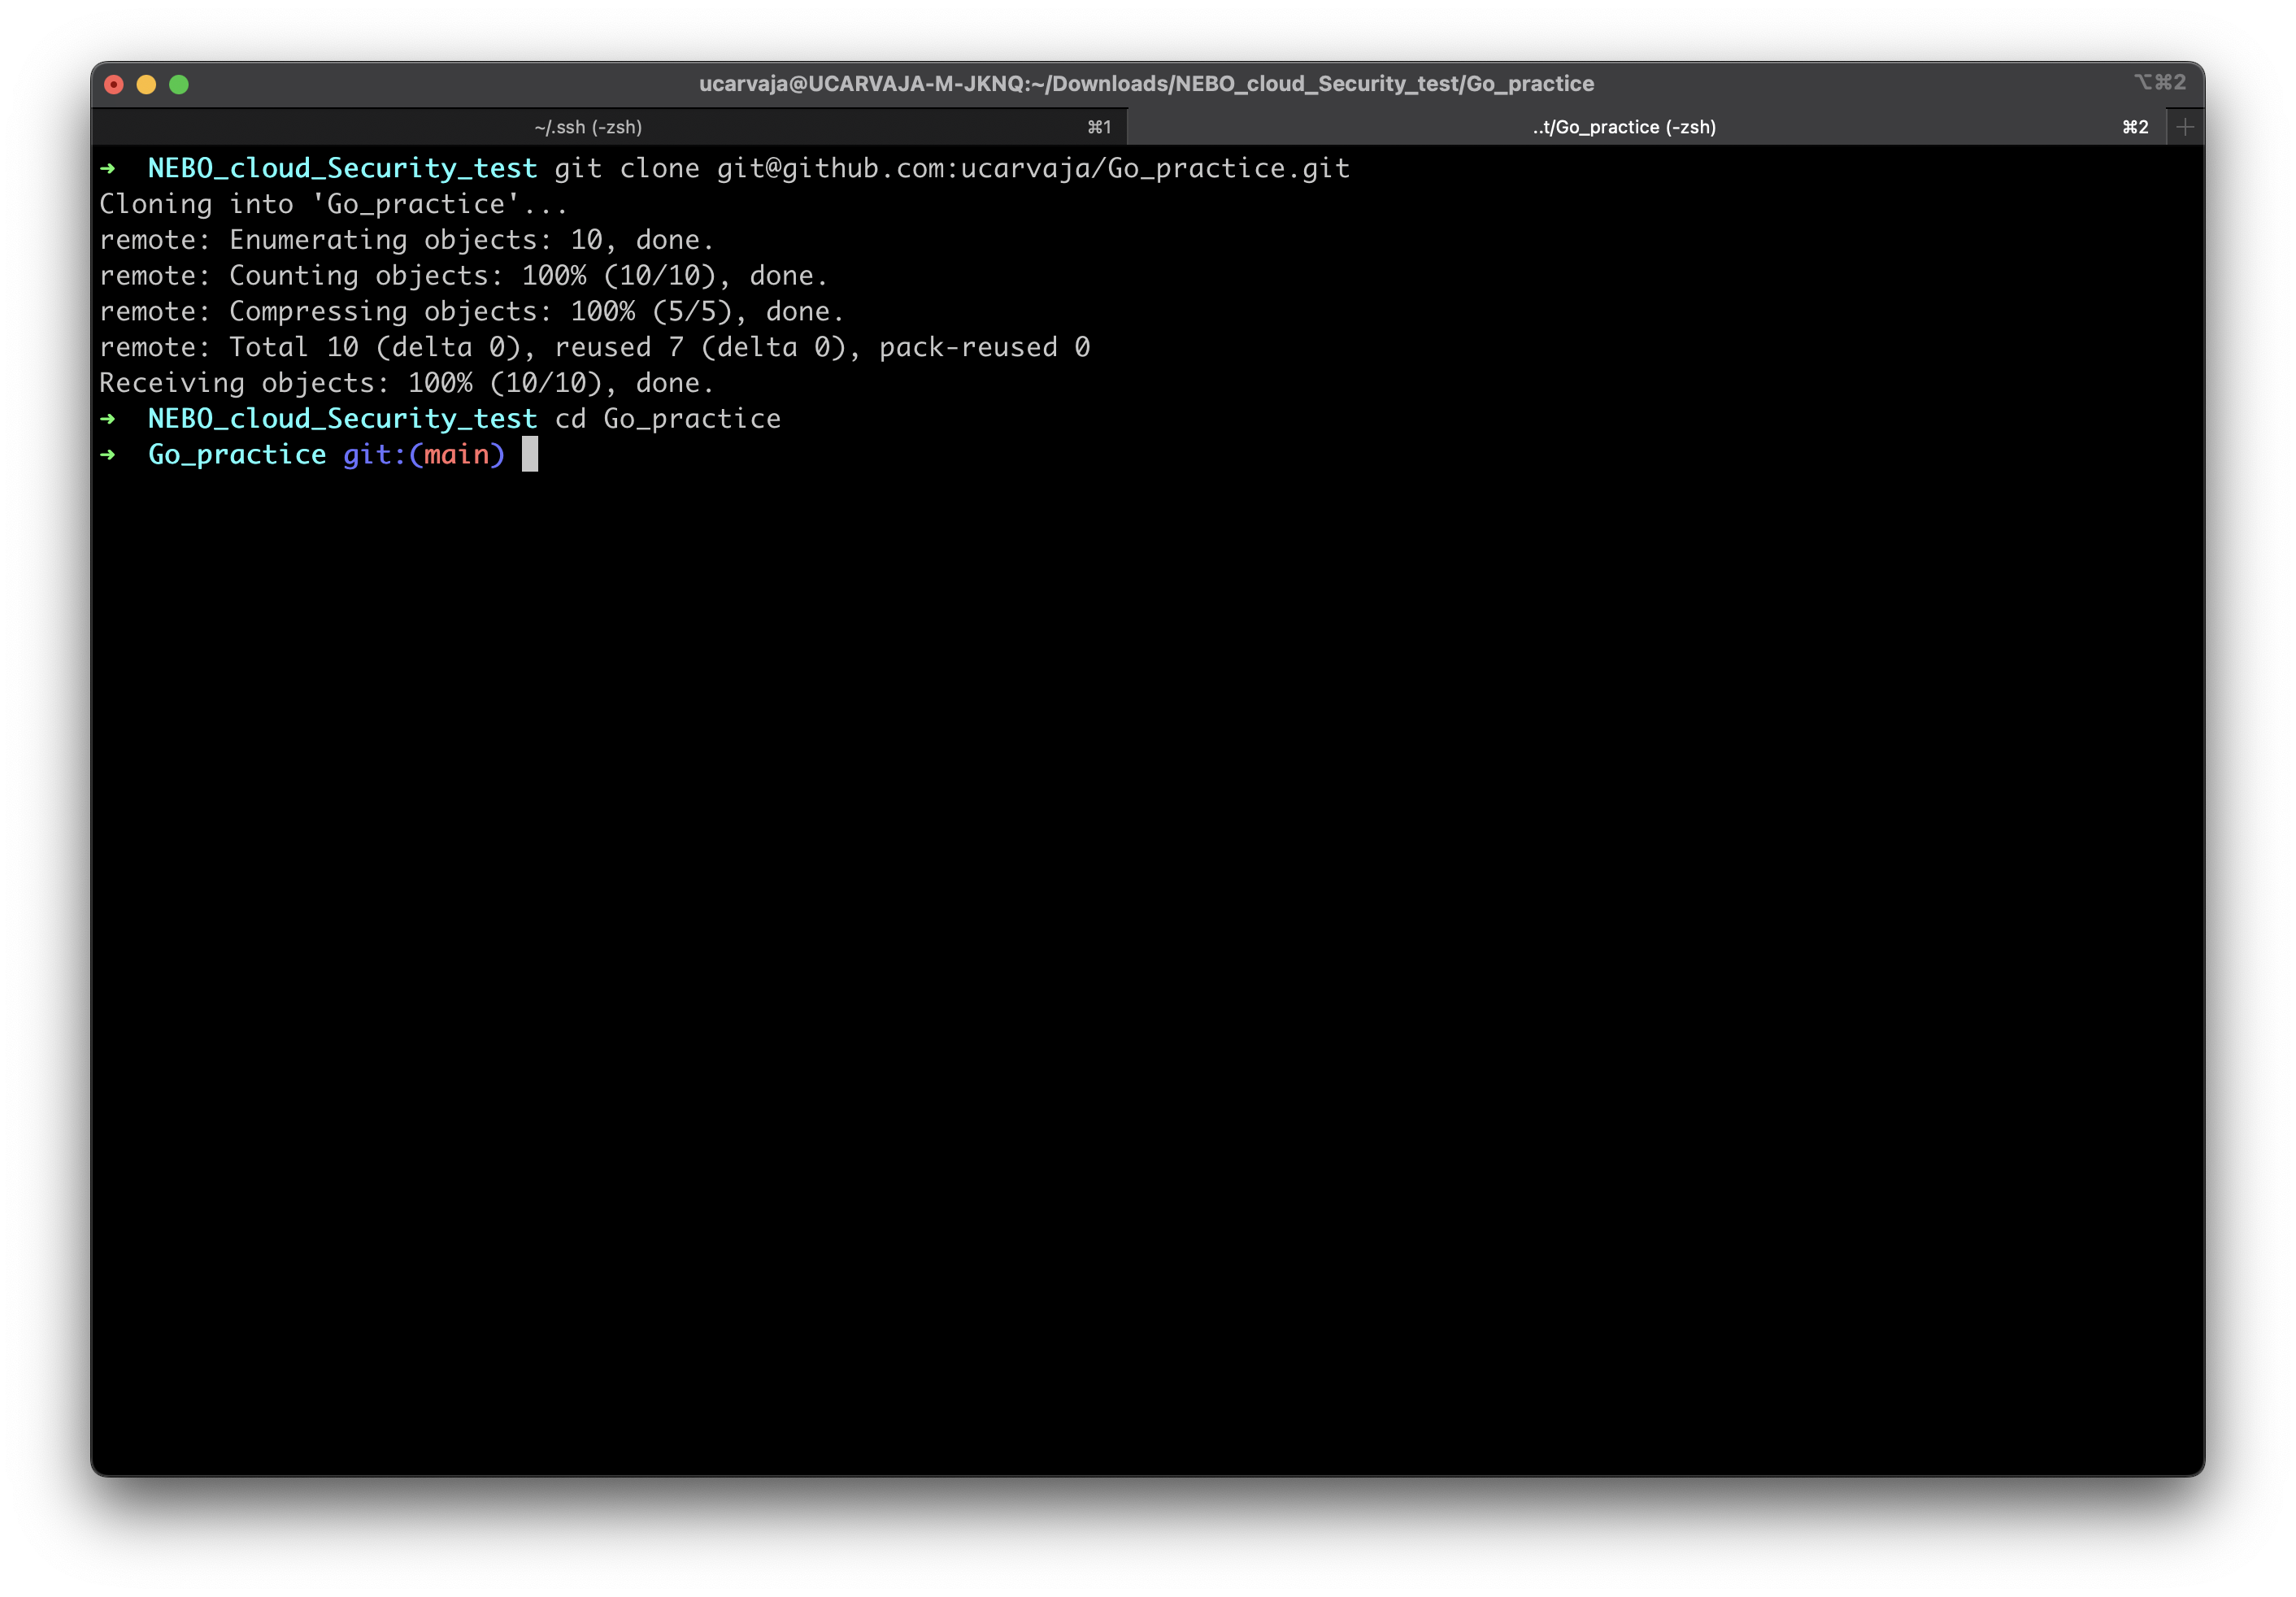 ucarvaja@UCARVAJA-M-JKNQ:~/Downloads/NEBO_cloud_Security_test/Go_practice
⌥⌘2
~/.ssh (-zsh) ⌘1
..t/Go_practice (-zsh) ⌘2 +
➜  NEBO_cloud_Security_test git clone git@github.com:ucarvaja/Go_practice.git
Cloning into 'Go_practice'...
remote: Enumerating objects: 10, done.
remote: Counting objects: 100% (10/10), done.
remote: Compressing objects: 100% (5/5), done.
remote: Total 10 (delta 0), reused 7 (delta 0), pack-reused 0
Receiving objects: 100% (10/10), done.
➜  NEBO_cloud_Security_test cd Go_practice
➜  Go_practice git:(main)